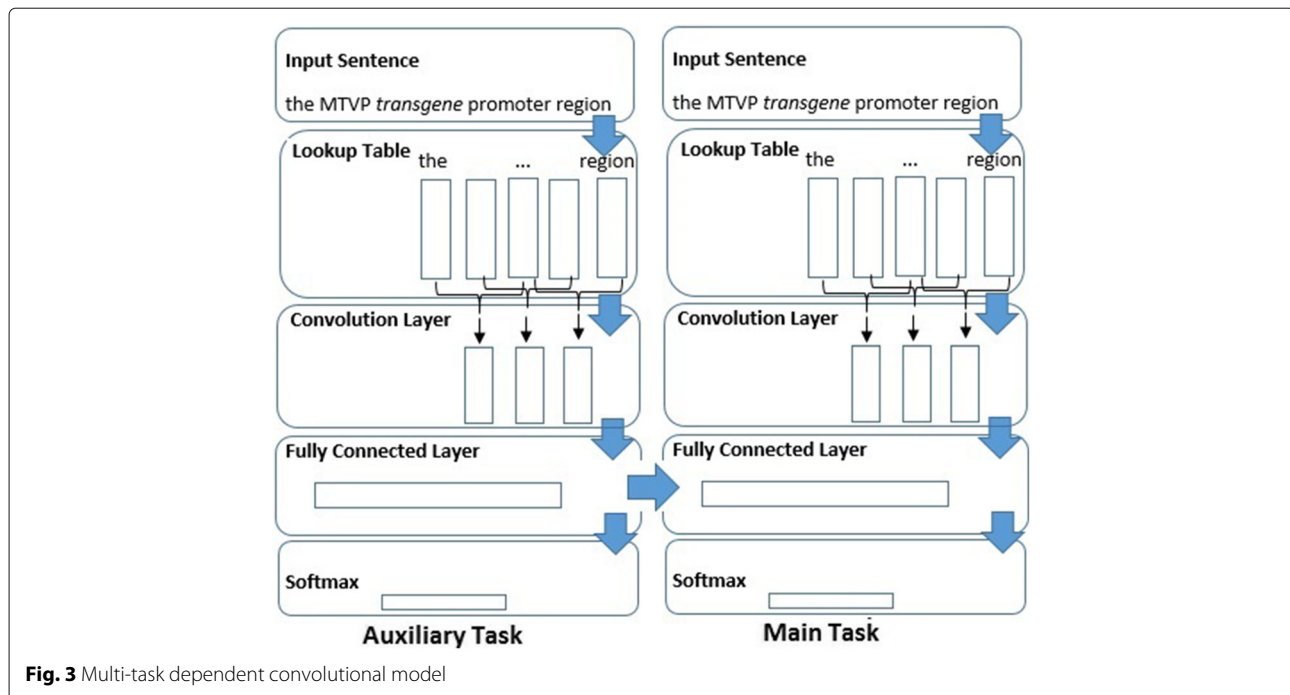 Input Sentence
the MTVP transgene promoter region
Lookup Table
the ... region
Convolution Layer
Fully Connected Layer
Softmax
Auxiliary Task
Input Sentence
the MTVP transgene promoter region
Lookup Table
the ... region
Convolution Layer
Fully Connected Layer
Softmax
Main Task
Fig. 3 Multi-task dependent convolutional model